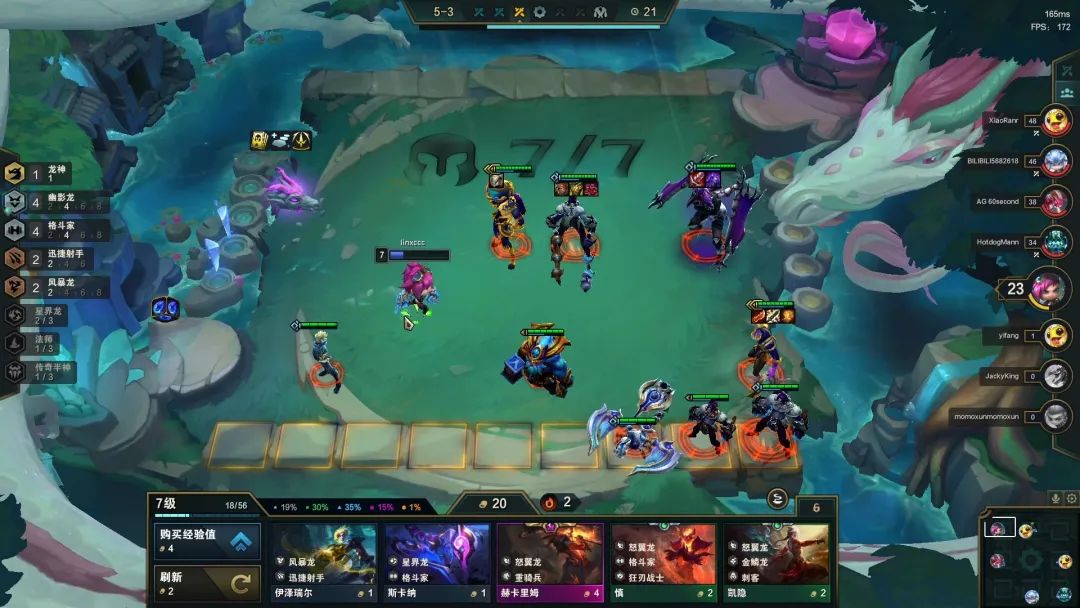 5-3
21
165ms
FPS: 172
7/7
1 龙神
1
4 幽影龙
2 4 6 8
4 格斗家
2 4 6 8
2 迅捷射手
2 4 6
2 风暴龙
2 4 6 8
星界龙
2 / 3
法师
1 / 3
传奇半神
1 / 3
linxccc
7
XiaoRanr 48
BILIBILI5882618 46
AG 60second 38
HotdogMann 34
23
yifang 1
JackyKing 0
momoxunmomoxun 0
7级 18/56
19% 30% 35% 15% 1%
20
2
6
购买经验值
4
刷新
2
风暴龙
迅捷射手
伊泽瑞尔 1
星界龙
格斗家
斯卡纳 1
怒翼龙
重骑兵
赫卡里姆 4
怒翼龙
格斗家
狂刃战士
慎 2
怒翼龙
金鳞龙
刺客
凯隐 2